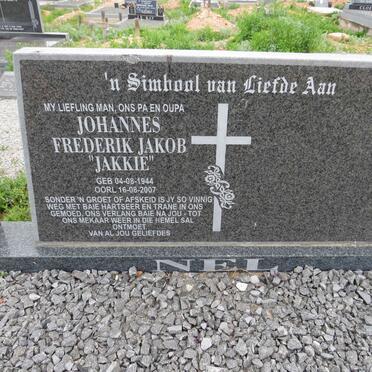 'n Simbool van Liefde Aan
MY LIEFLING MAN, ONS PA EN OUPA
JOHANNES
FREDERIK JAKOB
"JAKKIE"
GEB 04-08-1944
OORL 16-08-2007
SONDER 'N GROET OF AFSKEID IS JY SO VINNIG
WEG MET BAIE HARTSEER EN TRANE IN ONS
GEMOED, ONS VERLANG BAIE NA JOU - TOT
ONS MEKAAR WEER IN DIE HEMEL SAL
ONTMOET.
VAN AL JOU GELIEFDES
NEL